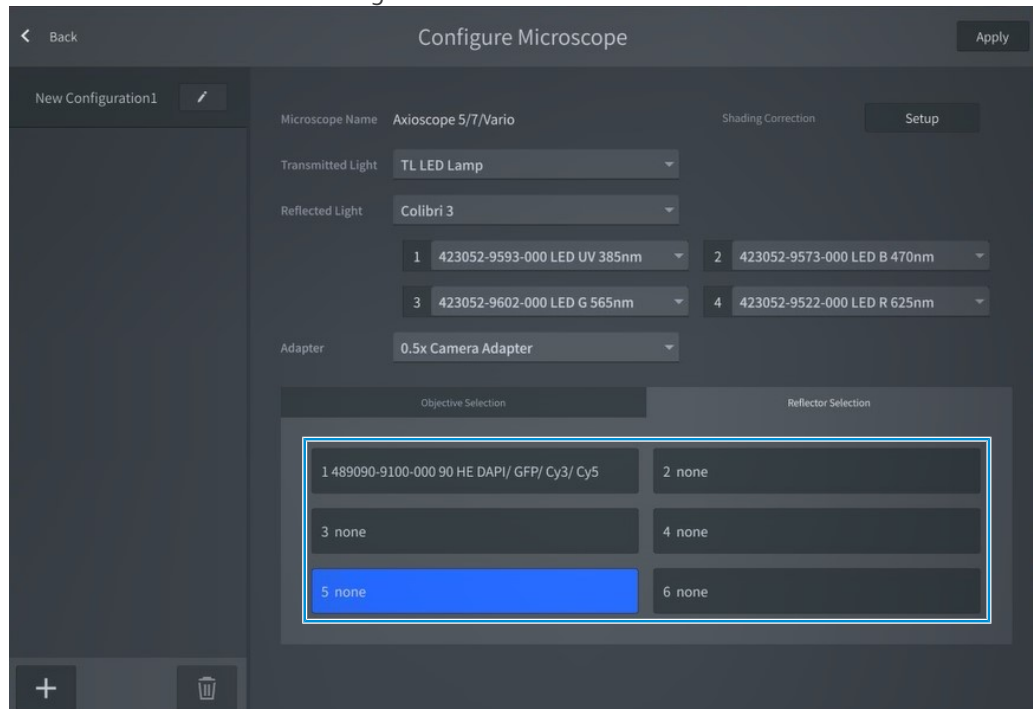 Back Configure Microscope Apply
New Configuration1
Microscope Name Axioscope 5/7/Vario Shading Correction Setup
Transmitted Light TL LED Lamp
Reflected Light Colibri 3
1 423052-9593-000 LED UV 385nm 2 423052-9573-000 LED B 470nm
3 423052-9602-000 LED G 565nm 4 423052-9522-000 LED R 625nm
Adapter 0.5x Camera Adapter
Objective Selection Reflector Selection
1 489090-9100-000 90 HE DAPI/ GFP/ Cy3/ Cy5 2 none
3 none 4 none
5 none 6 none